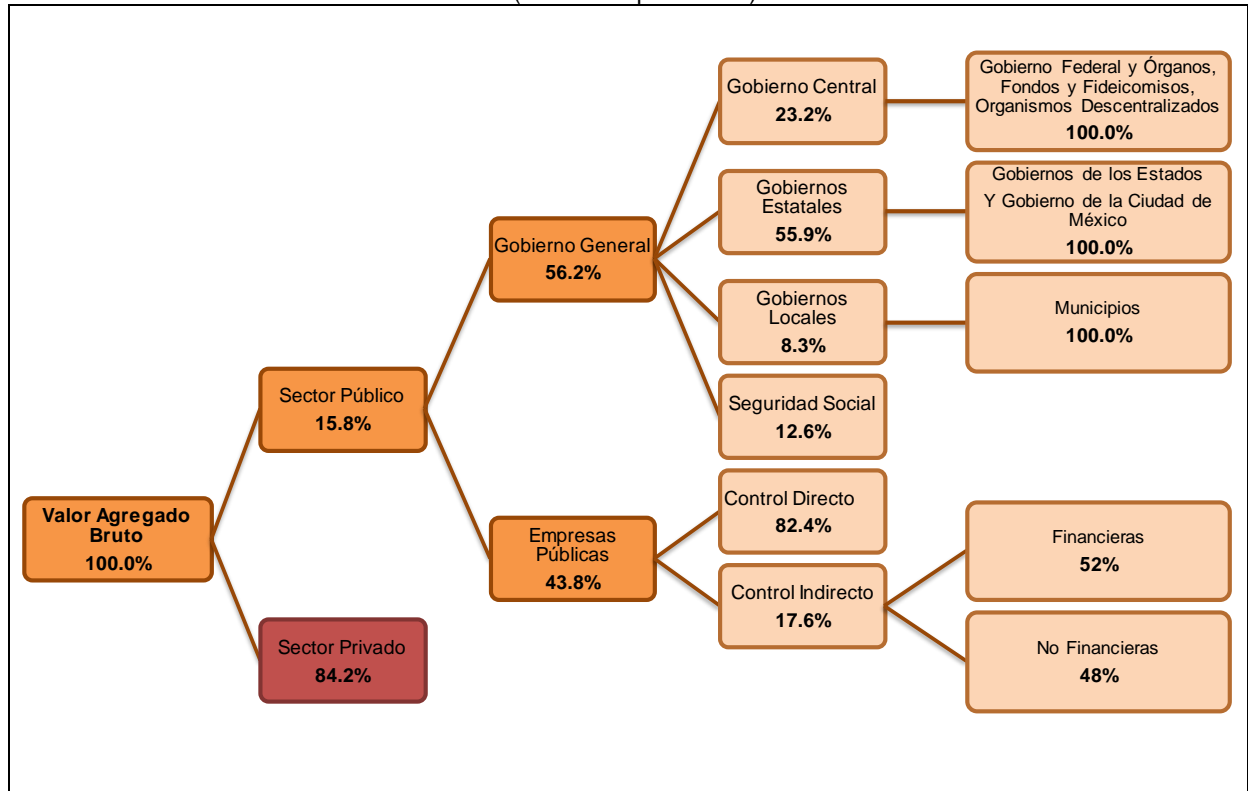 Gobierno Central
23.2%
Gobierno Federal y Órganos,
Fondos y Fideicomisos,
Organismos Descentralizados
100.0%
Gobiernos
Estatales
55.9%
Gobiernos de los Estados
Y Gobierno de la Ciudad de
México
100.0%
Gobierno General
56.2%
Gobiernos
Locales
8.3%
Municipios
100.0%
Sector Público
15.8%
Seguridad Social
12.6%
Valor Agregado
Bruto
100.0%
Empresas
Públicas
43.8%
Control Directo
82.4%
Financieras
52%
Control Indirecto
17.6%
Sector Privado
84.2%
No Financieras
48%